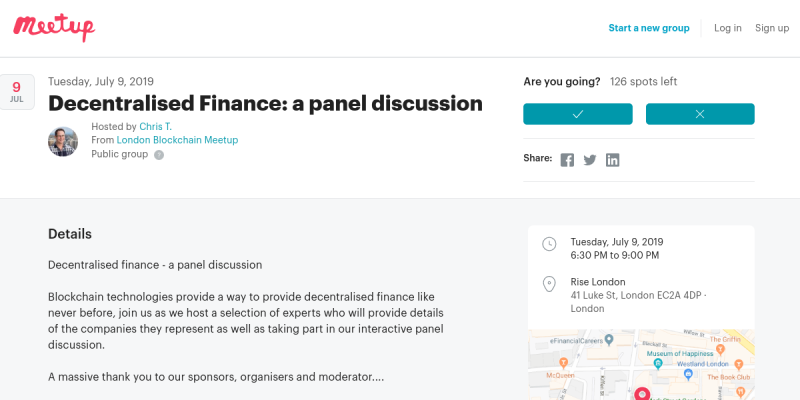 Meetup
Start a new group
Log in
Sign up
9
JUL
Tuesday, July 9, 2019
Decentralised Finance: a panel discussion
Hosted by Chris T.
From London Blockchain Meetup
Public group ?
Are you going? 126 spots left
Share:
Details
Decentralised finance - a panel discussion
Blockchain technologies provide a way to provide decentralised finance like
never before, join us as we host a selection of experts who will provide details
of the companies they represent as well as taking part in our interactive panel
discussion.
A massive thank you to our sponsors, organisers and moderator....
Tuesday, July 9, 2019
6:30 PM to 9:00 PM
Rise London
41 Luke St, London EC2A 4DP ·
London
eFinancialCareers
The Griffin
Museum of Happiness
Westland London
McQueen
The Book Club